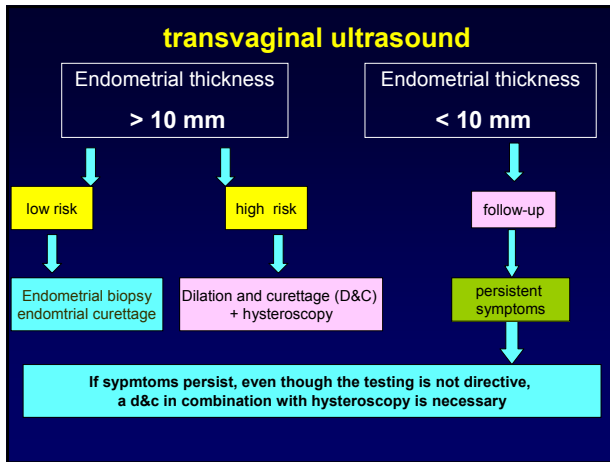 transvaginal ultrasound
Endometrial thickness
> 10 mm
Endometrial thickness
< 10 mm
low risk
high risk
follow-up
Endometrial biopsy
endomtrial curettage
Dilation and curettage (D&C)
+ hysteroscopy
persistent
symptoms
If sypmtoms persist, even though the testing is not directive,
a d&c in combination with hysteroscopy is necessary